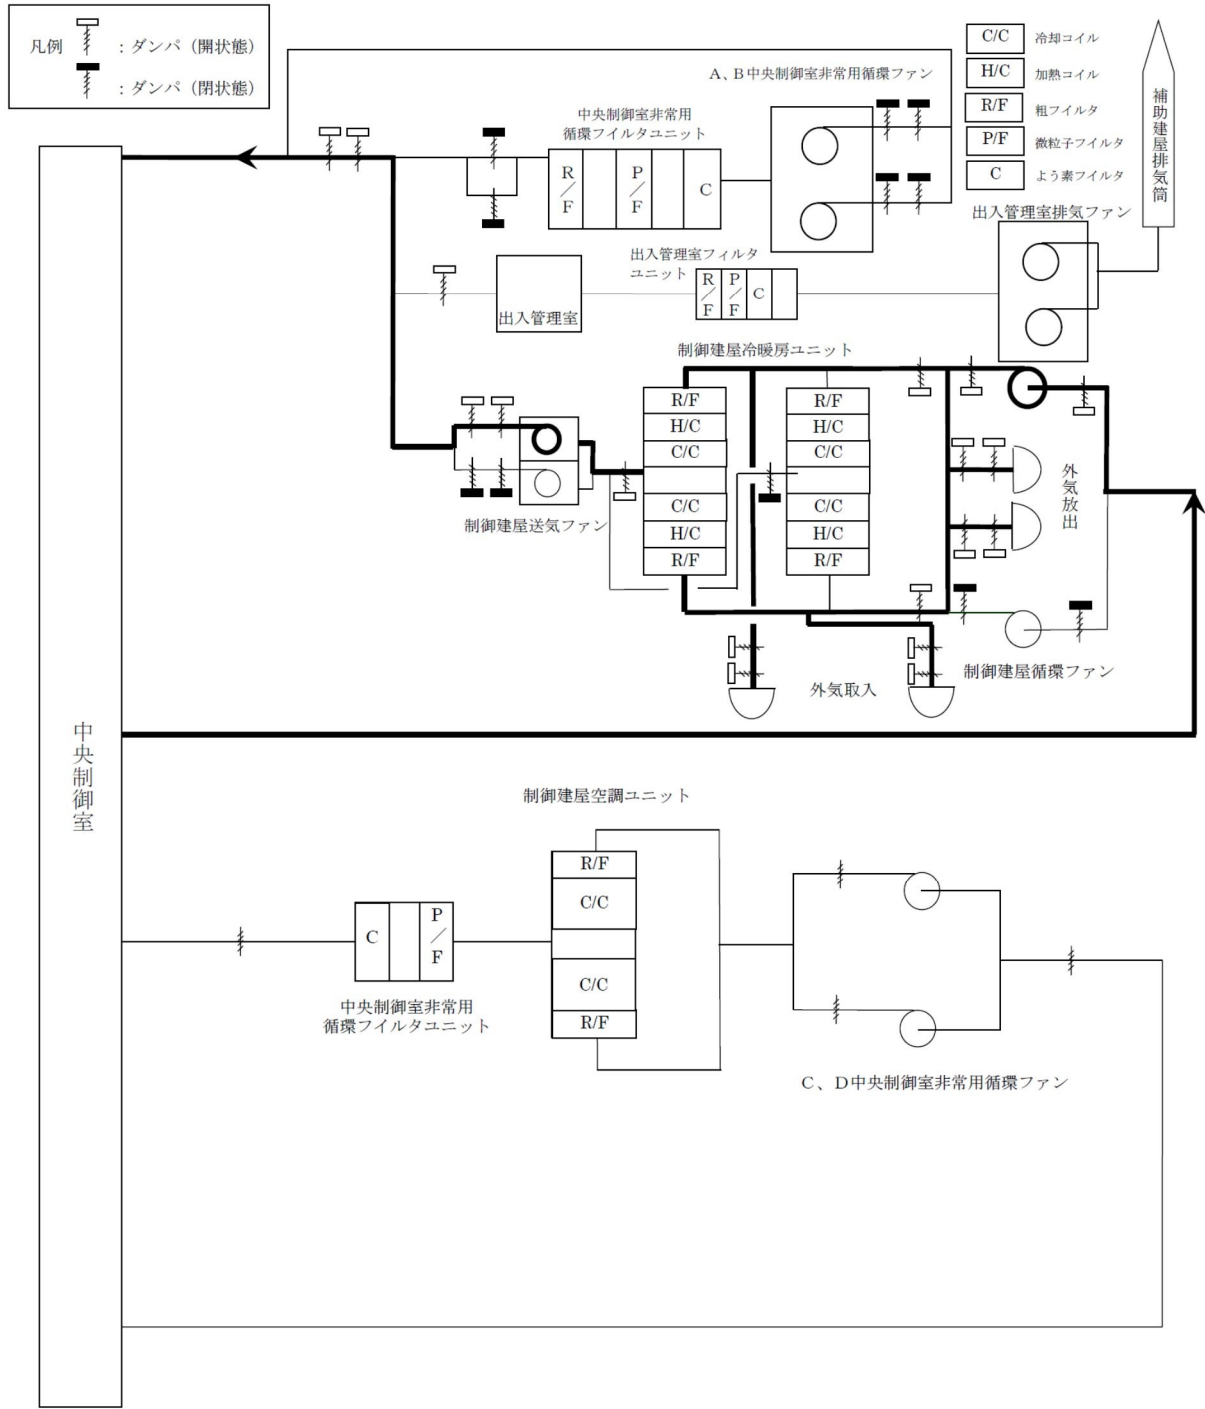 凡例
：ダンパ（開状態）
：ダンパ（閉状態）
C/C 冷却コイル
H/C 加熱コイル
R/F 粗フイルタ
P/F 微粒子フイルタ
C よう素フイルタ
補助建屋排気筒
A、B中央制御室非常用循環ファン
中央制御室非常用
循環フイルタユニット
R/F
P/F
C
出入管理室排気ファン
出入管理室フィルタ
ユニット
R/F
P/F
C
出入管理室
制御建屋冷暖房ユニット
R/F
H/C
C/C
C/C
H/C
R/F
R/F
H/C
C/C
C/C
H/C
R/F
制御建屋送気ファン
外気放出
制御建屋循環ファン
外気取入
中央制御室
制御建屋空調ユニット
R/F
C/C
C/C
R/F
C
P/F
中央制御室非常用
循環フイルタユニット
C、D中央制御室非常用循環ファン